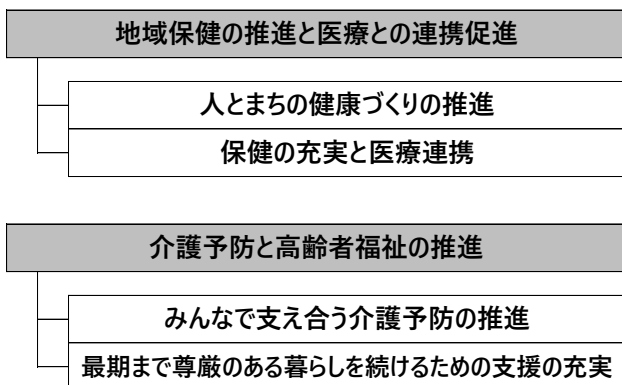 地域保健の推進と医療との連携促進
人とまちの健康づくりの推進
保健の充実と医療連携
介護予防と高齢者福祉の推進
みんなで支え合う介護予防の推進
最期まで尊厳のある暮らしを続けるための支援の充実